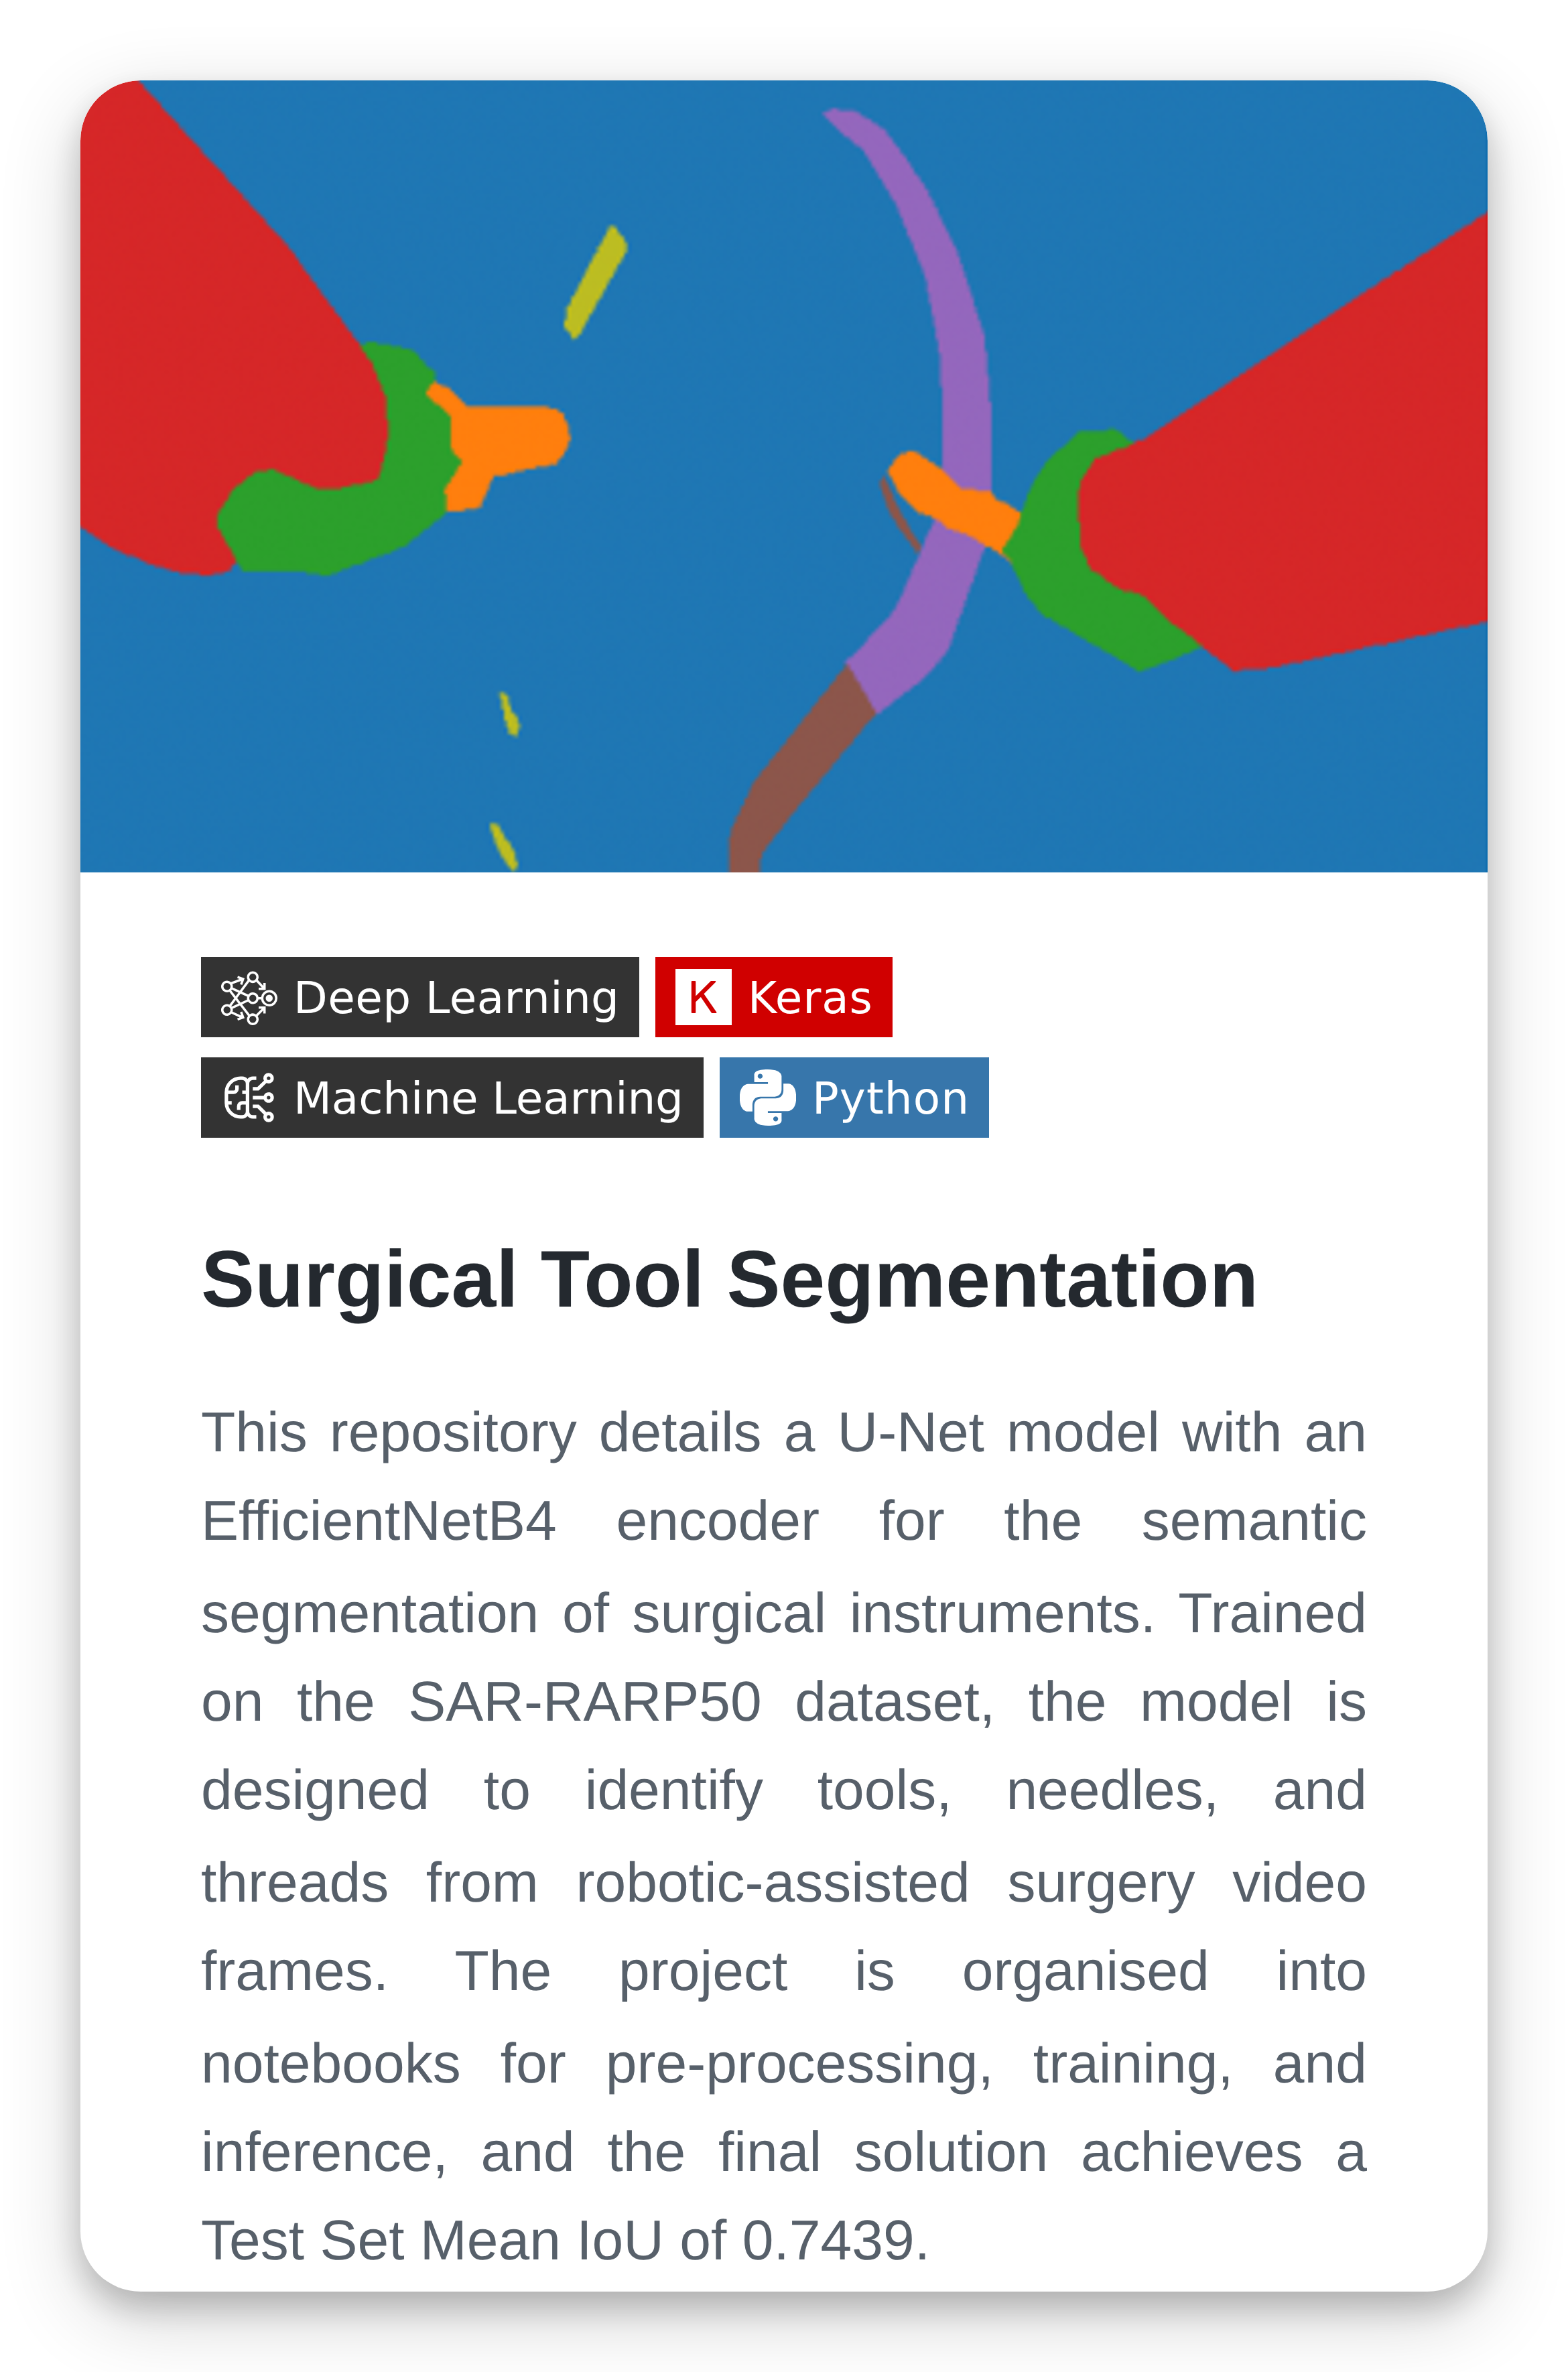 Deep Learning
K Keras
Machine Learning
Python
Surgical Tool Segmentation
This repository details a U-Net model with an
EfficientNetB4 encoder for the semantic
segmentation of surgical instruments. Trained
on the SAR-RARP50 dataset, the model is
designed to identify tools, needles, and
threads from robotic-assisted surgery video
frames. The project is organised into
notebooks for pre-processing, training, and
inference, and the final solution achieves a
Test Set Mean IoU of 0.7439.